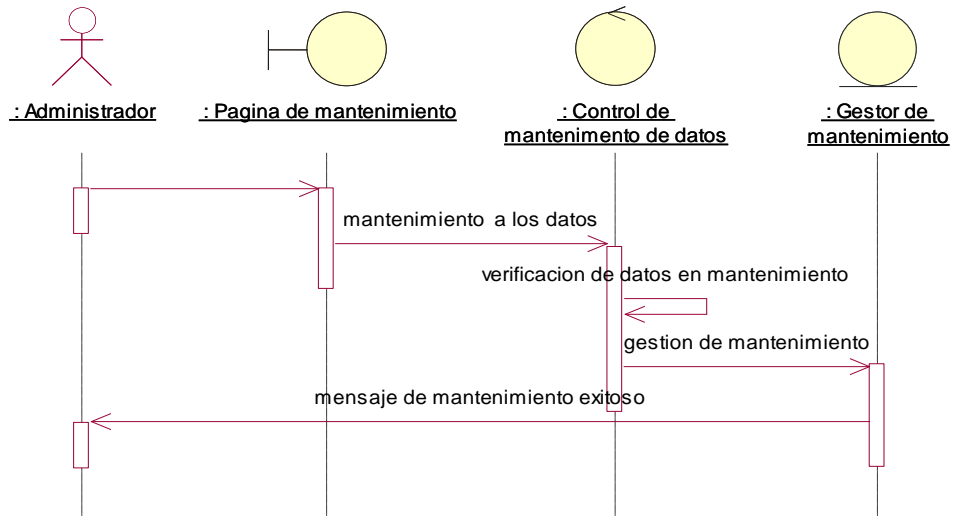 : Administrador
: Pagina de mantenimiento
: Control de
mantenimento de datos
: Gestor de
mantenimiento
mantenimiento a los datos
verificacion de datos en mantenimiento
gestion de mantenimiento
mensaje de mantenimiento exitoso